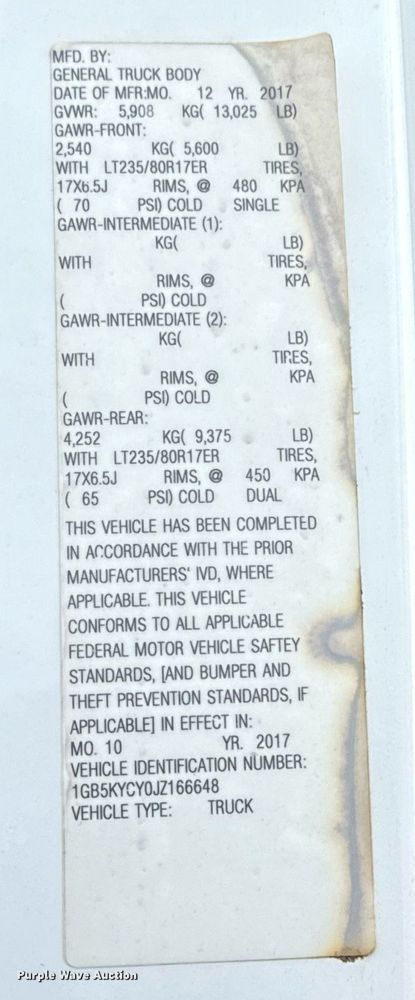 MFD. BY:
GENERAL TRUCK BODY
DATE OF MFR:MO. 12 YR. 2017
GVWR: 5,908 KG( 13,025 LB)
GAWR-FRONT:
2,540 KG( 5,600 LB)
WITH LT235/80R17ER TIRES,
17X6.5J RIMS, @ 480 KPA
( 70 PSI) COLD SINGLE
GAWR-INTERMEDIATE (1):
KG( LB)
WITH TIRES,
RIMS, @ KPA
( PSI) COLD
GAWR-INTERMEDIATE (2):
KG( LB)
WITH TIRES,
RIMS, @ KPA
( PSI) COLD
GAWR-REAR:
4,252 KG( 9,375 LB)
WITH LT235/80R17ER TIRES,
17X6.5J RIMS, @ 450 KPA
( 65 PSI) COLD DUAL
THIS VEHICLE HAS BEEN COMPLETED
IN ACCORDANCE WITH THE PRIOR
MANUFACTURERS' IVD, WHERE
APPLICABLE. THIS VEHICLE
CONFORMS TO ALL APPLICABLE
FEDERAL MOTOR VEHICLE SAFTEY
STANDARDS, [AND BUMPER AND
THEFT PREVENTION STANDARDS, IF
APPLICABLE] IN EFFECT IN:
MO. 10 YR. 2017
VEHICLE IDENTIFICATION NUMBER:
1GB5KYCY0JZ166648
VEHICLE TYPE: TRUCK
Purple Wave Auction